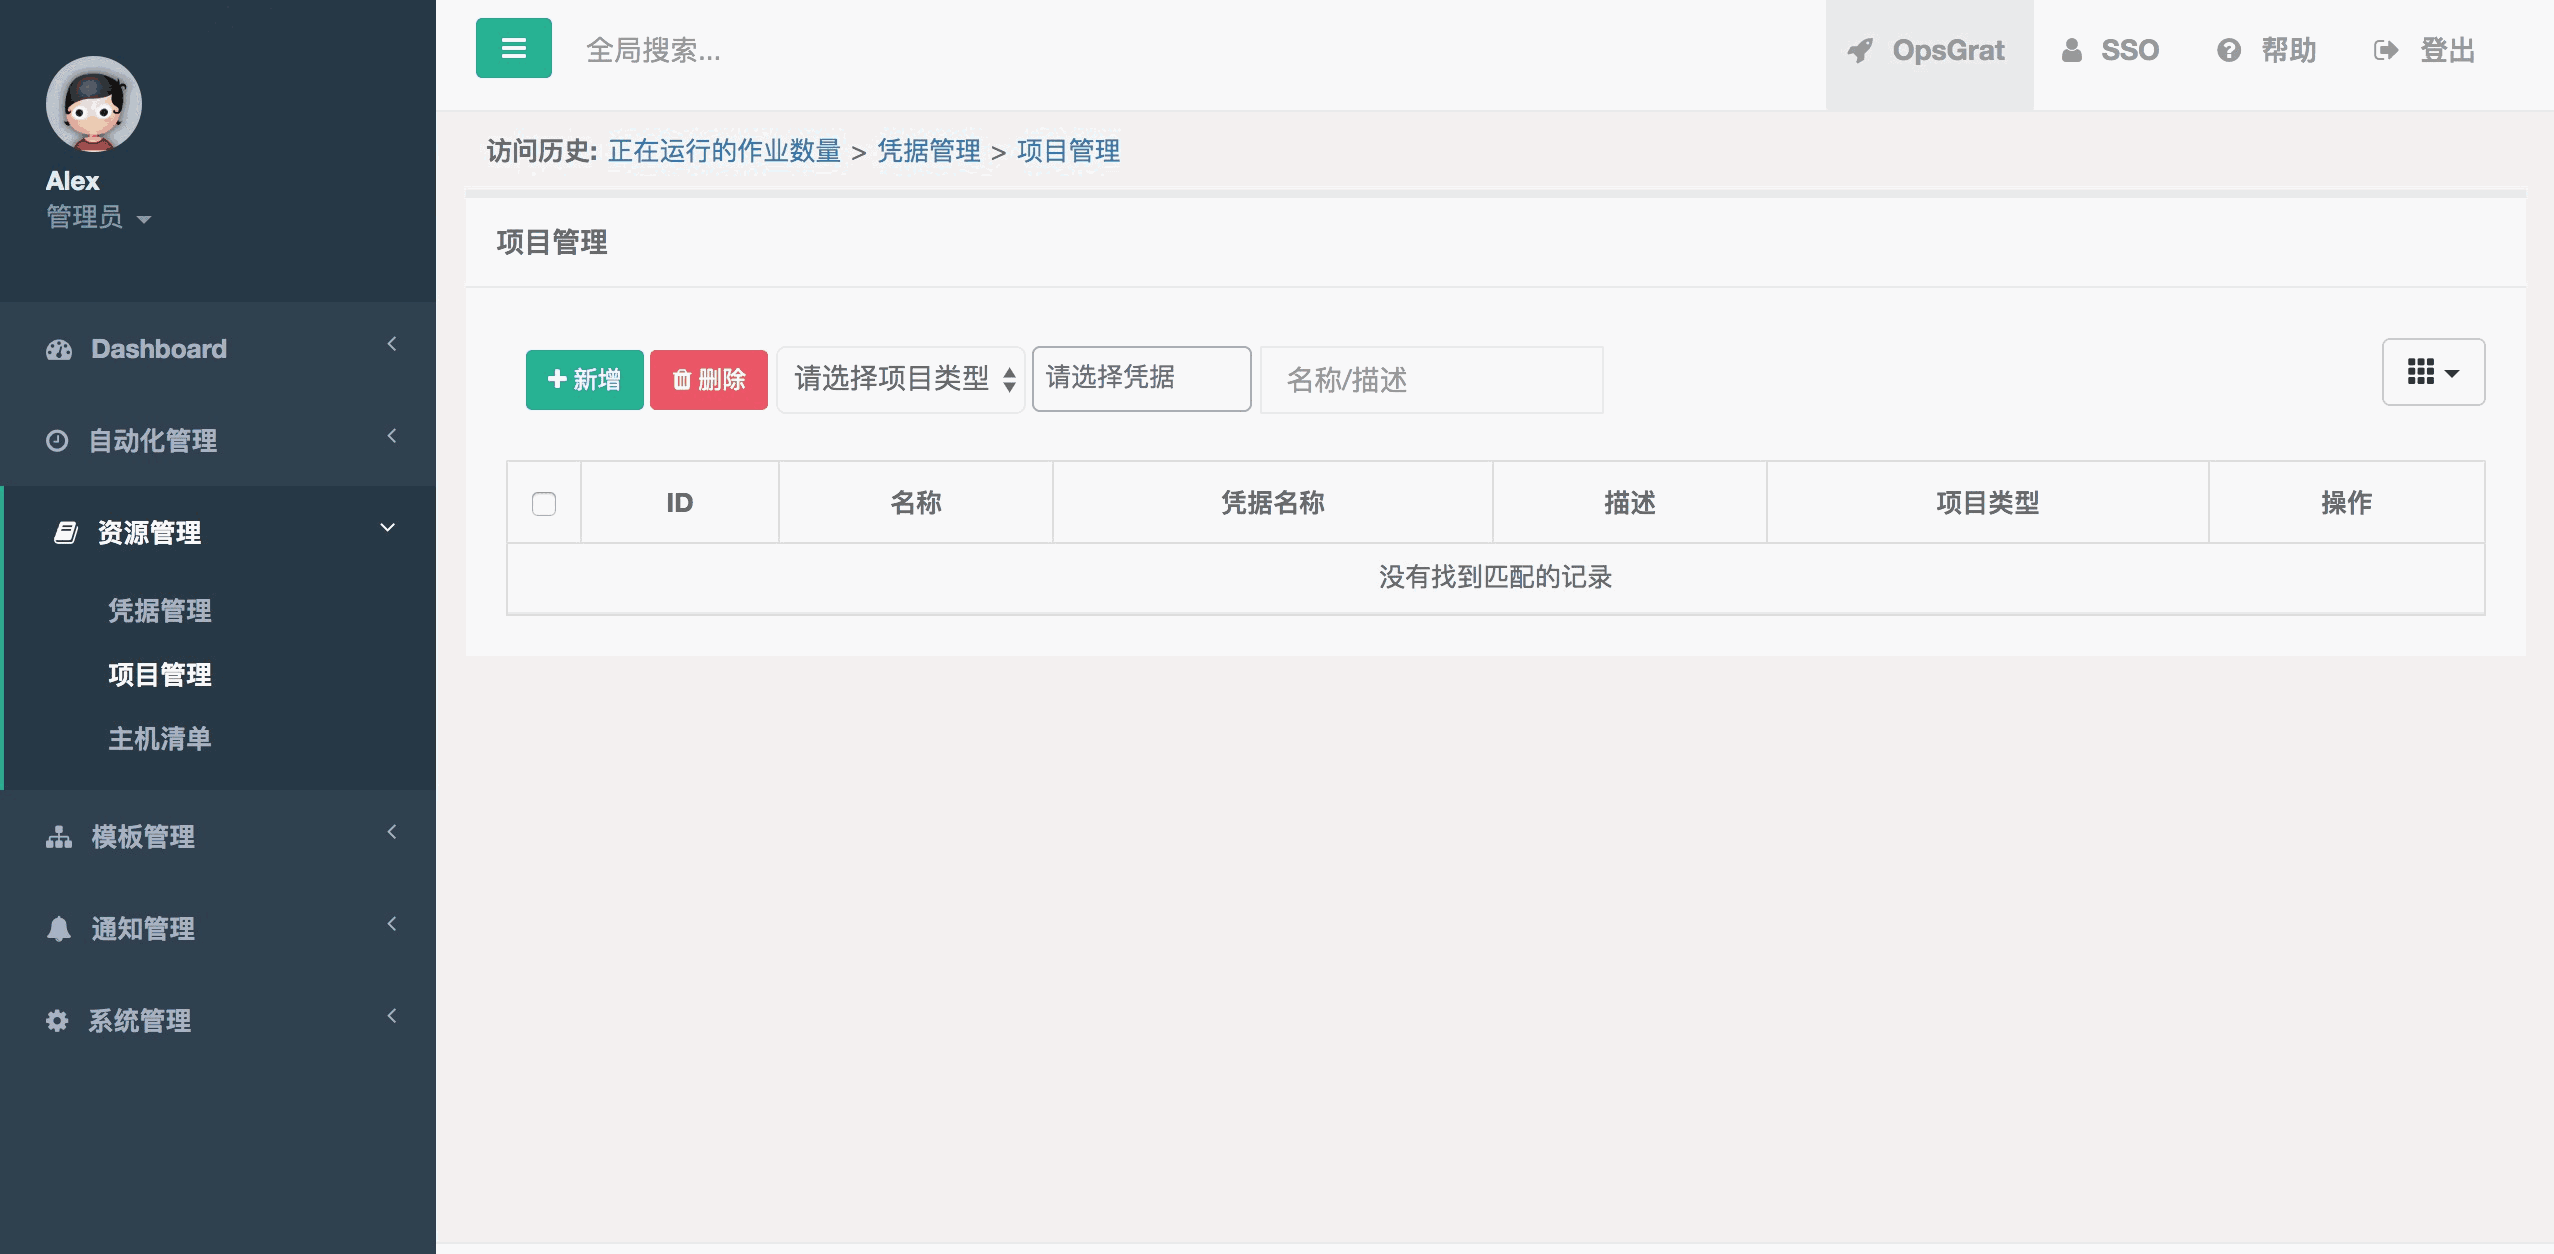 全局搜索...
OpsGrat
SSO
帮助
登出
Alex
管理员
Dashboard
自动化管理
资源管理
凭据管理
项目管理
主机清单
模板管理
通知管理
系统管理
访问历史: 正在运行的作业数量 > 凭据管理 > 项目管理
项目管理
新增
删除
请选择项目类型
请选择凭据
名称/描述
ID 名称 凭据名称 描述 项目类型 操作
没有找到匹配的记录